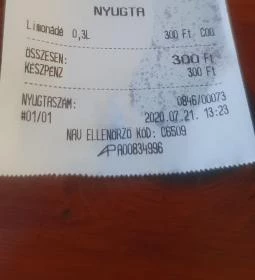 NYUGTA
Limonádé 0,3L 300 Ft C00
ÖSSZESEN: 300 Ft
KÉSZPÉNZ 300 Ft
NYUGTASZÁM: 0846/00073
#01/01 2020.07.21. 13:23
NAV ELLENŐRZŐ KÓD: C6509
AP A00834996